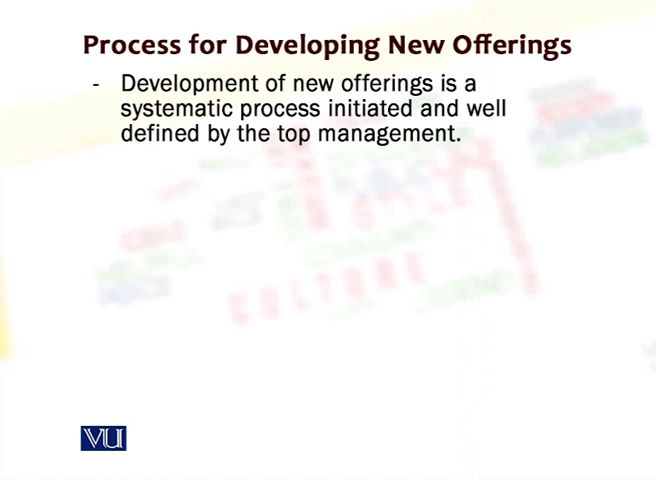 Process for Developing New Offerings
- Development of new offerings is a
systematic process initiated and well
defined by the top management.
CULTURE
VU